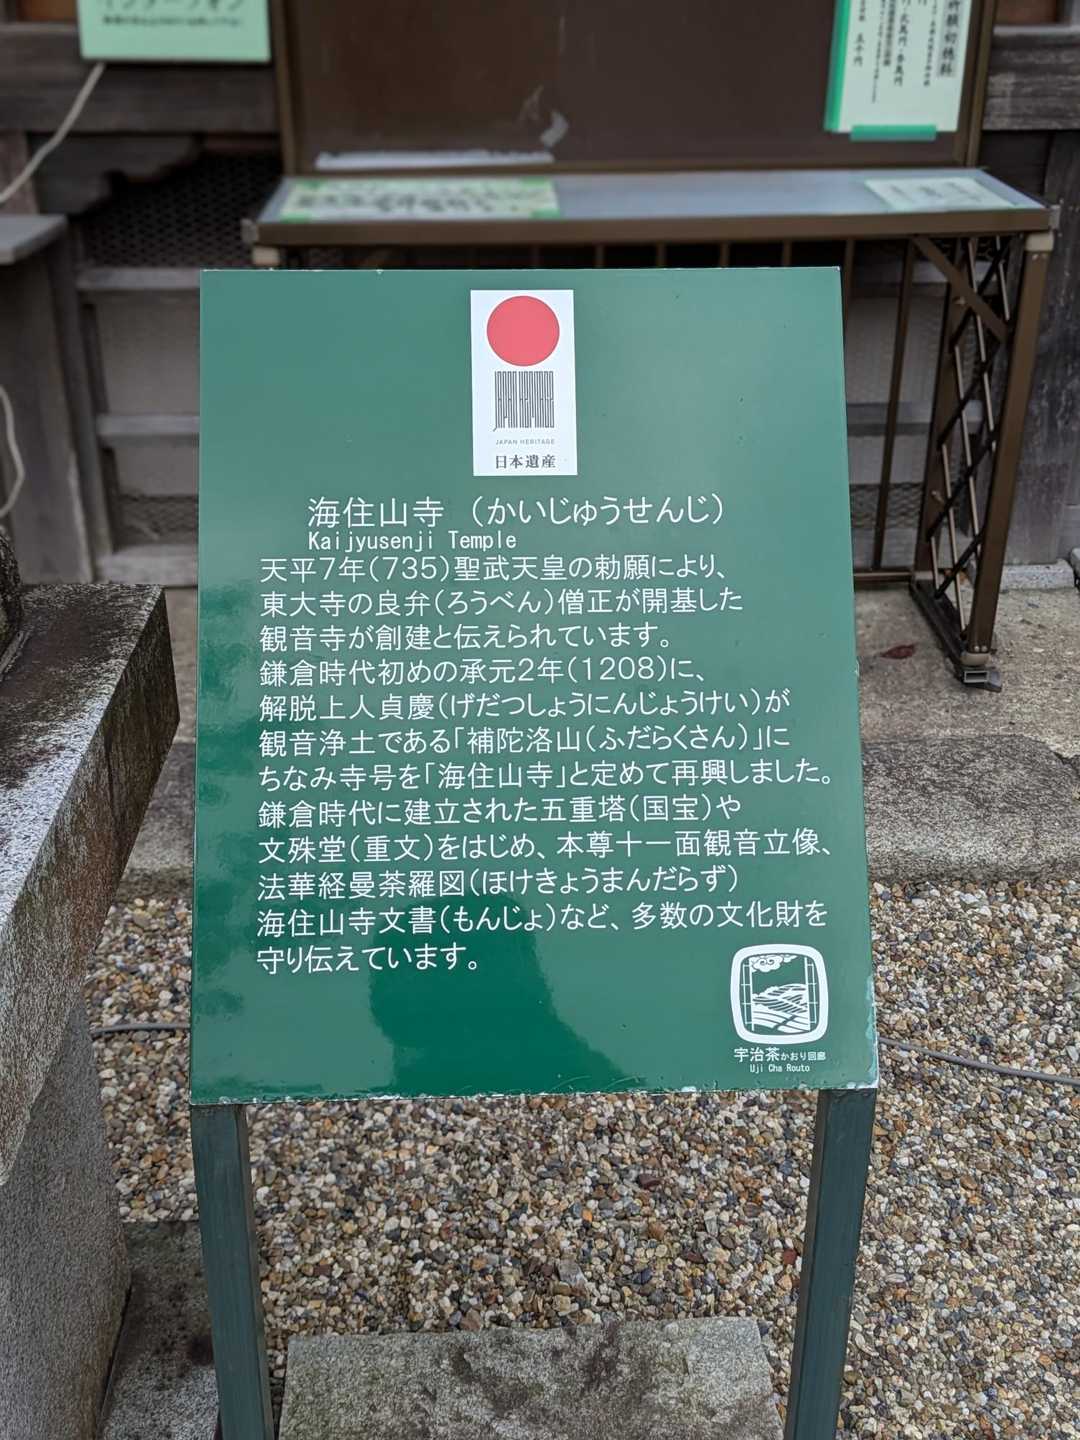 祈願初穂料
五千円
JAPAN HERITAGE
日本遺産
海住山寺 （かいじゅうせんじ）
Kaijyusenji Temple
天平7年（735）聖武天皇の勅願により、
東大寺の良弁（ろうべん）僧正が開基した
観音寺が創建と伝えられています。
鎌倉時代初めの承元2年（1208）に、
解脱上人貞慶（げだつしょうにんじょうけい）が
観音浄土である「補陀洛山（ふだらくさん）」に
ちなみ寺号を「海住山寺」と定めて再興しました。
鎌倉時代に建立された五重塔（国宝）や
文殊堂（重文）をはじめ、本尊十一面観音立像、
法華経曼荼羅図（ほけきょうまんだらず）
海住山寺文書（もんじょ）など、多数の文化財を
守り伝えています。
宇治茶かおり回廊
Uji Cha Routo